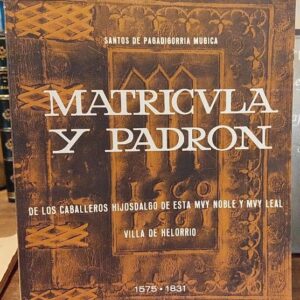 SANTOS DE PAGADIGORRIA MUGICA
MATRICVLA
Y PADRON
DE LOS CABALLEROS HIJOSDALGO DE ESTA MVY NOBLE Y MVY LEAL
VILLA DE HELORRIO
1575 · 1831